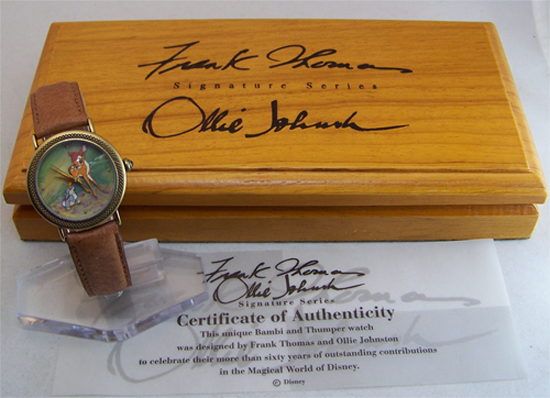 Frank Thomas
Signature Series
Ollie Johnston
Frank Thomas
Ollie Johnston
Signature Series
Certificate of Authenticity
This unique Bambi and Thumper watch
was designed by Frank Thomas and Ollie Johnston
to celebrate their more than sixty years of outstanding contributions
in the Magical World of Disney.
© Disney